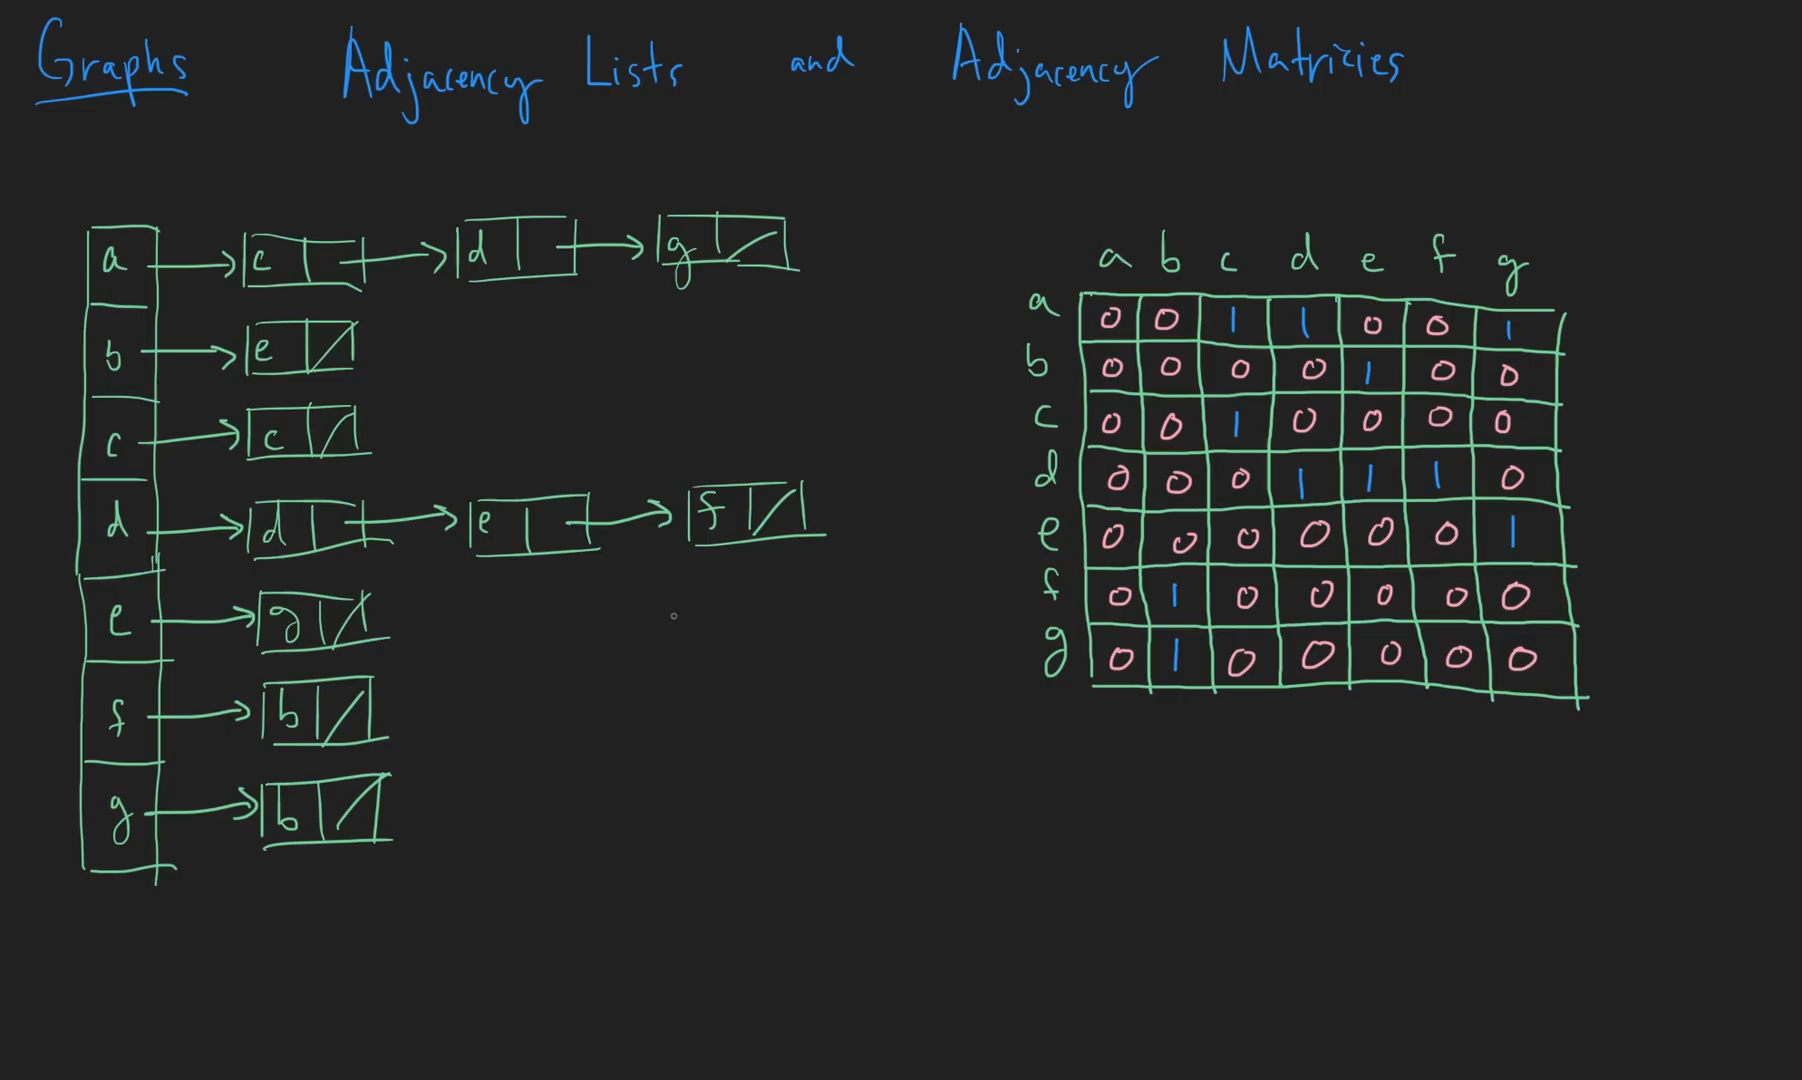 Graphs Adjacency Lists and Adjacency Matricies
a c d g
b e
c c
d d e f
e g
f b
g b
a b c d e f g
a 0 0 1 1 0 0 1
b 0 0 0 0 1 0 0
c 0 0 1 0 0 0 0
d 0 0 0 1 1 1 0
e 0 0 0 0 0 0 1
f 0 1 0 0 0 0 0
g 0 1 0 0 0 0 0